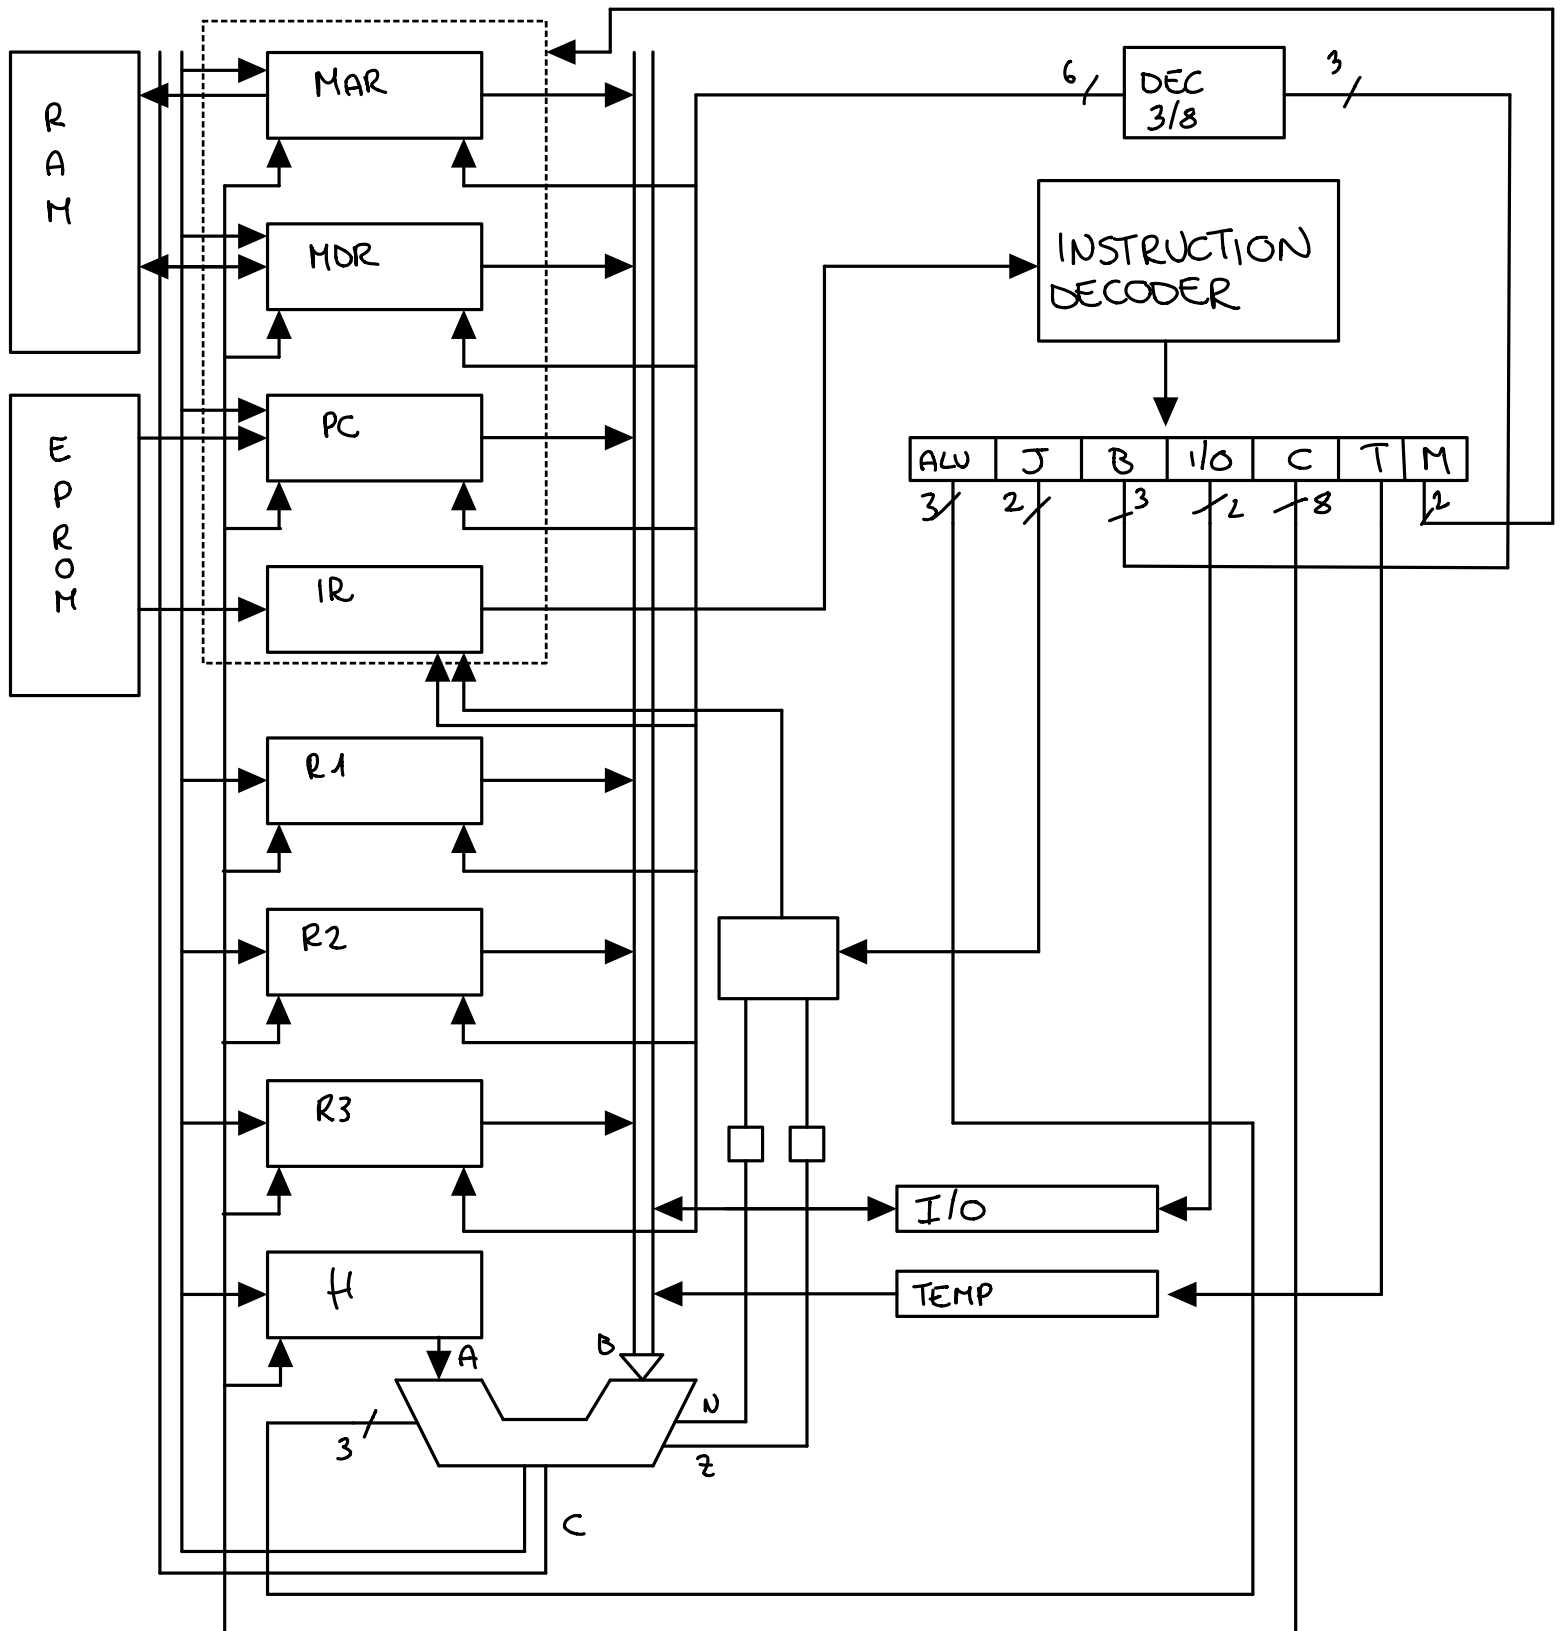 RAM
EPROM
MAR
MDR
PC
IR
R1
R2
R3
H
A
B
N
Z
C
3
6
DEC
3/8
3
INSTRUCTION
DECODER
ALU J B I/O C T M
3 2 3 2 8 2
I/O
TEMP